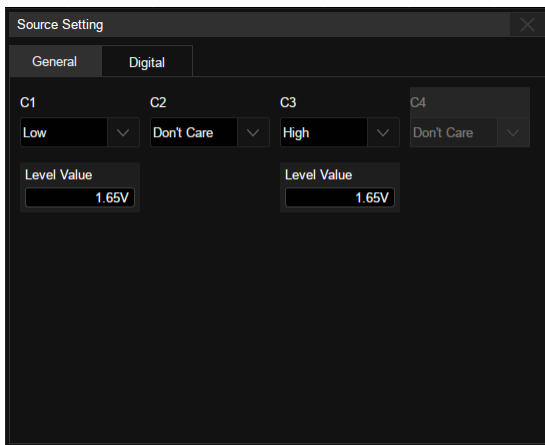 Source Setting
General Digital
C1 C2 C3 C4
Low Don't Care High Don't Care
Level Value Level Value
1.65V 1.65V